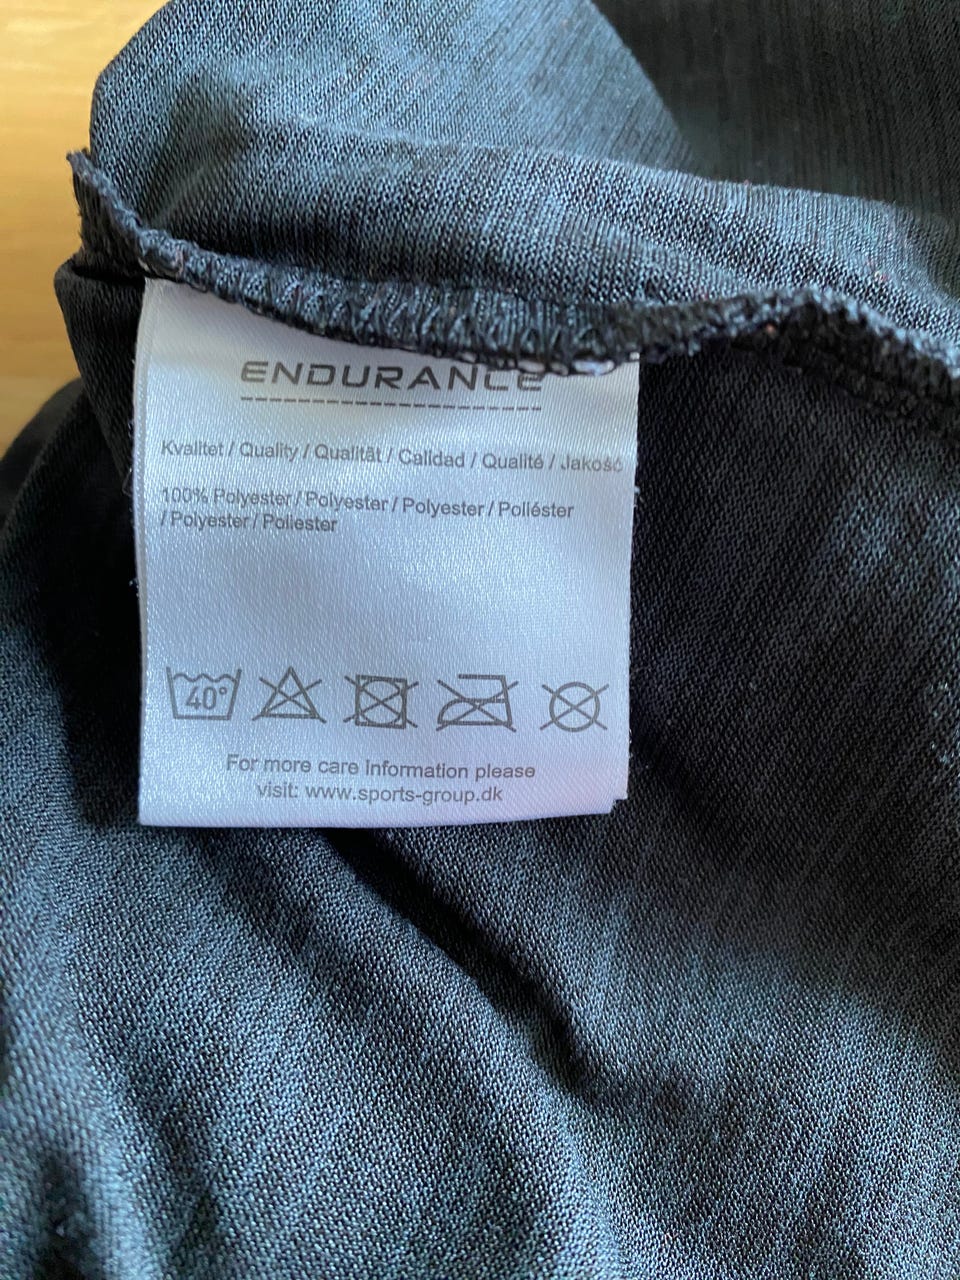 ENDURANCE
Kvalitet / Quality / Qualität / Calidad / Qualité / Jakość
100% Polyester / Polyester / Polyester / Poliéster
/ Polyester / Poliester
40°
For more care information please
visit: www.sports-group.dk